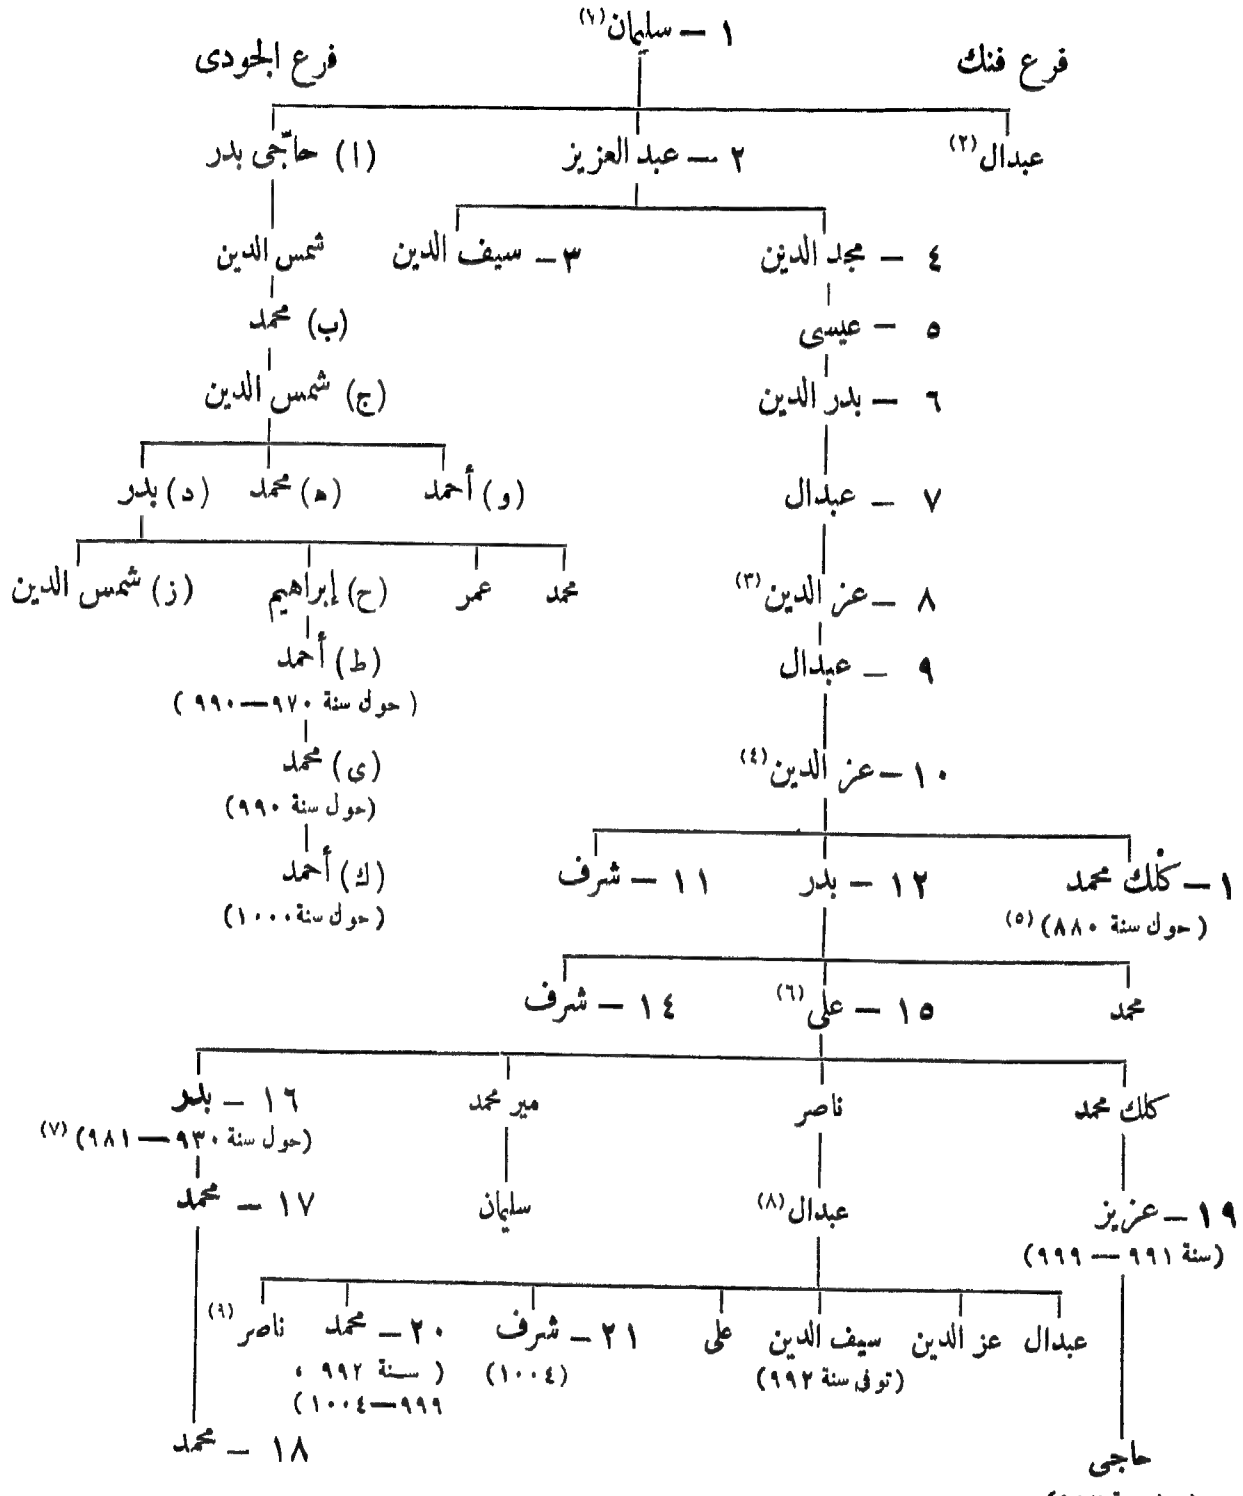 ١ – سليمان (١)
فرع فنك
فرع الجودى
عبدال (٢)
٢ – عبد العزيز
(ا) حاجّى بدر
٤ – مجد الدين
٣ – سيف الدين
شمس الدين
٥ – عيسى
(ب) محمد
٦ – بدر الدين
(ج) شمس الدين
٧ – عبدال
(و) أحمد
(ه) محمد
(د) بدر
٨ – عز الدين (٣)
محمد
عمر
(ح) إبراهيم
(ز) شمس الدين
٩ – عبدال
(ط) أحمد
(حول سنة ٩٧٠—٩٩٠)
١٠ – عز الدين (٤)
(ى) محمد
(حول سنة ٩٩٠)
١ – كلك محمد
(حول سنة ٨٨٠) (٥)
١٢ – بدر
١١ – شرف
(ك) أحمد
(حول سنة ١٠٠٠)
محمد
١٥ – على (٦)
١٤ – شرف
كلك محمد
ناصر
مير محمد
١٦ – بدر
(حول سنة ٩٣٠—٩٨١) (٧)
١٩ – عزيز
(سنة ٩٩١ — ٩٩٩)
عبدال (٨)
سليمان
١٧ – محمد
عبدال
عز الدين
سيف الدين
(توفى سنة ٩٩٢)
على
٢١ – شرف
(١٠٠٤)
٢٠ – محمد
(سنة ٩٩٢ ،
٩٩٩—١٠٠٤)
ناصر (٩)
١٨ – محمد
حاجى